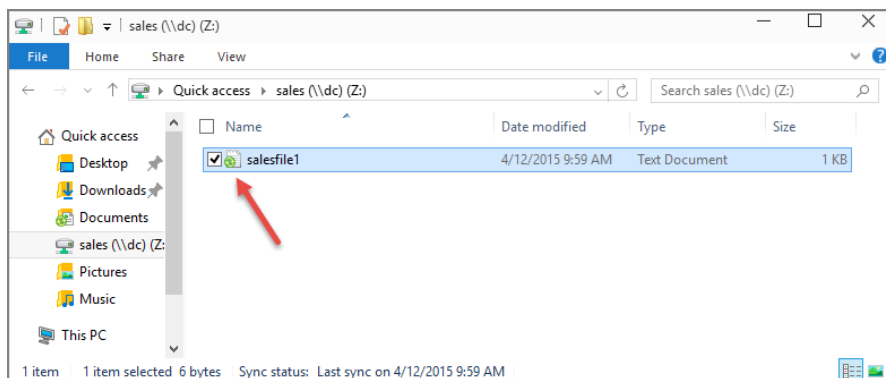 sales (\\dc) (Z:)
File Home Share View
Quick access sales (\\dc) (Z:) Search sales (\\dc) (Z:)
Quick access
Desktop
Downloads
Documents
sales (\\dc) (Z:
Pictures
Music
This PC
Name Date modified Type Size
salesfile1 4/12/2015 9:59 AM Text Document 1 KB
1 item 1 item selected 6 bytes Sync status: Last sync on 4/12/2015 9:59 AM